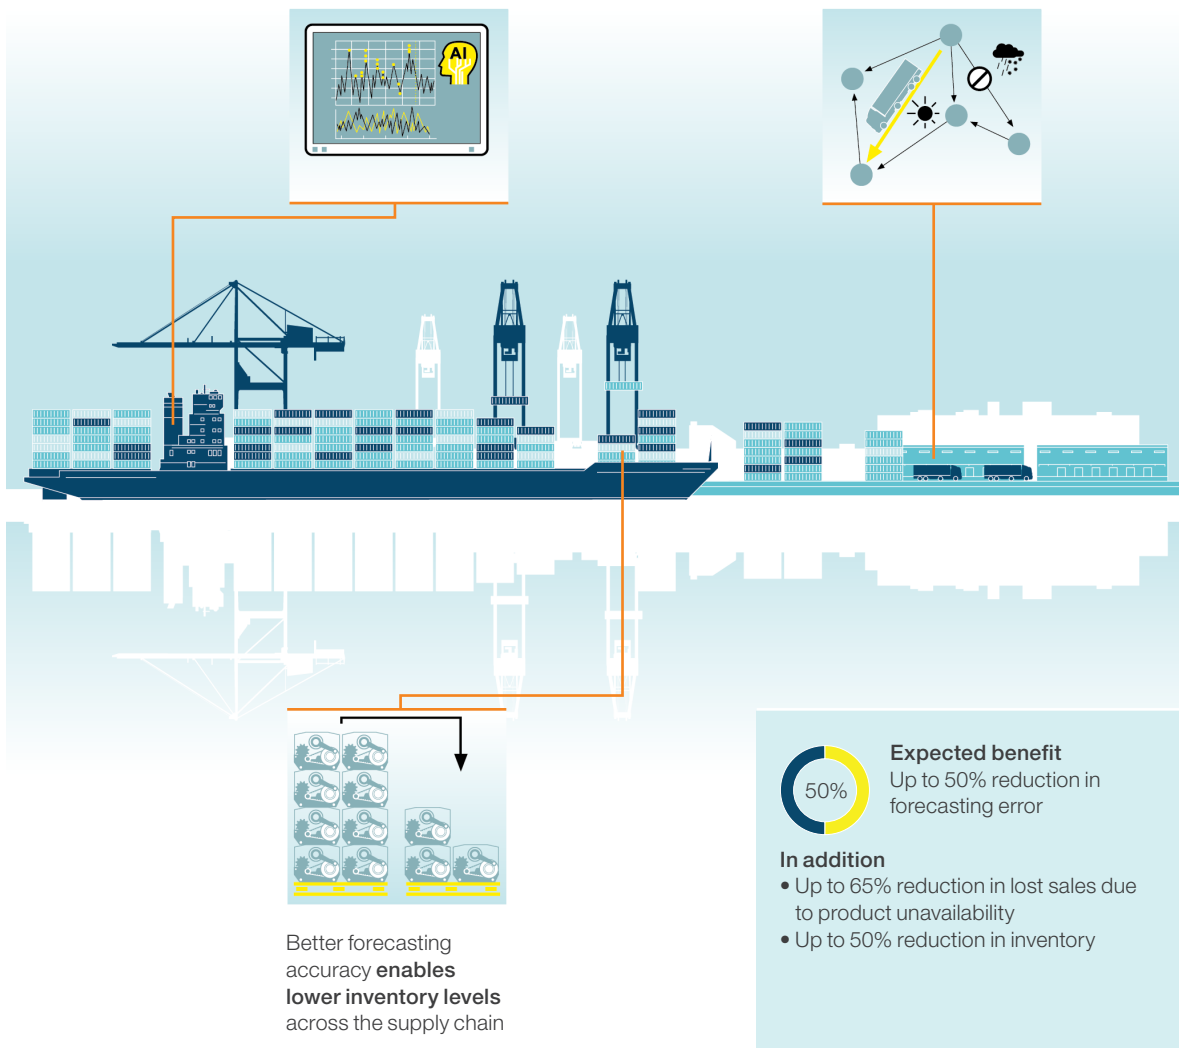 AI
Better forecasting
accuracy enables
lower inventory levels
across the supply chain
50%
Expected benefit
Up to 50% reduction in
forecasting error
In addition
• Up to 65% reduction in lost sales due
to product unavailability
• Up to 50% reduction in inventory